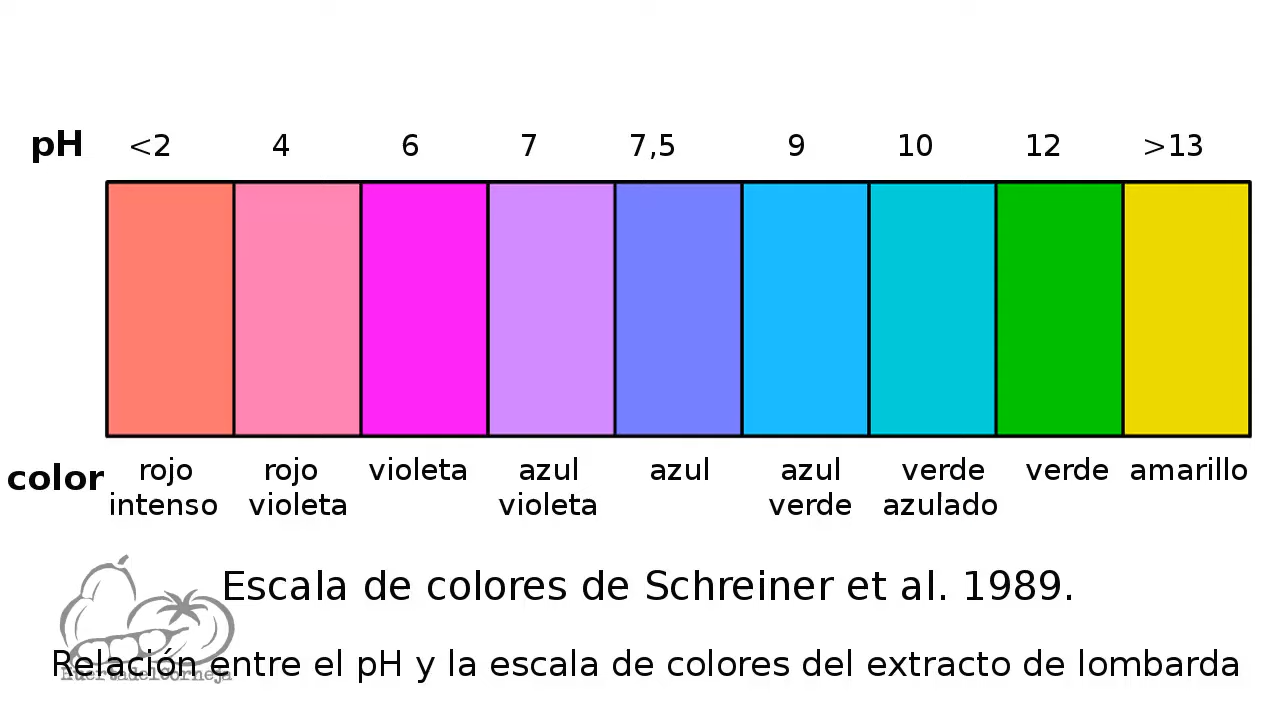 pH <2 4 6 7 7,5 9 10 12 >13
color rojo rojo violeta azul azul azul verde verde amarillo
intenso violeta violeta verde azulado
Escala de colores de Schreiner et al. 1989.
Relación entre el pH y la escala de colores del extracto de lombarda